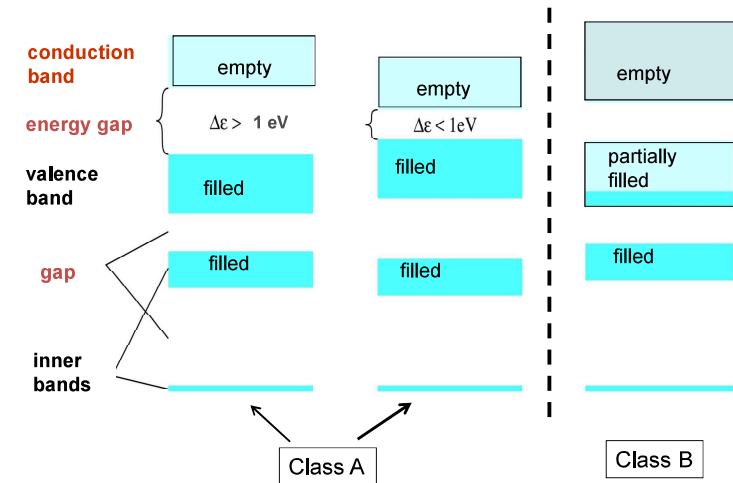 conduction
band
empty
empty
empty
energy gap
Δε > 1 eV
Δε < 1eV
valence
band
filled
filled
partially
filled
gap
filled
filled
filled
inner
bands
Class A
Class B